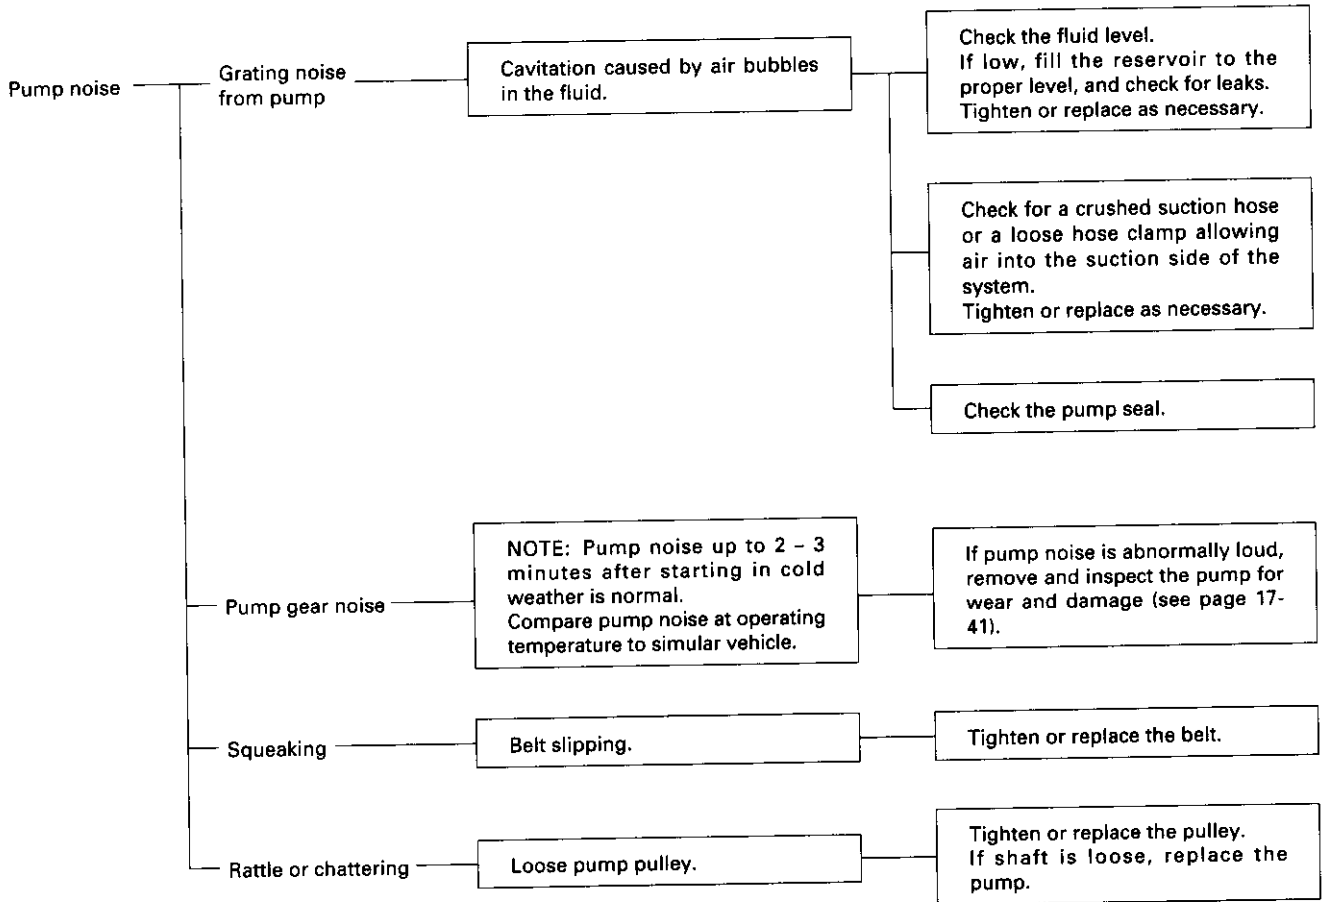 Pump noise
Grating noise
from pump
Cavitation caused by air bubbles
in the fluid.
Check the fluid level.
If low, fill the reservoir to the
proper level, and check for leaks.
Tighten or replace as necessary.
Check for a crushed suction hose
or a loose hose clamp allowing
air into the suction side of the
system.
Tighten or replace as necessary.
Check the pump seal.
Pump gear noise
NOTE: Pump noise up to 2 – 3
minutes after starting in cold
weather is normal.
Compare pump noise at operating
temperature to simular vehicle.
If pump noise is abnormally loud,
remove and inspect the pump for
wear and damage (see page 17-
41).
Squeaking
Belt slipping.
Tighten or replace the belt.
Rattle or chattering
Loose pump pulley.
Tighten or replace the pulley.
If shaft is loose, replace the
pump.